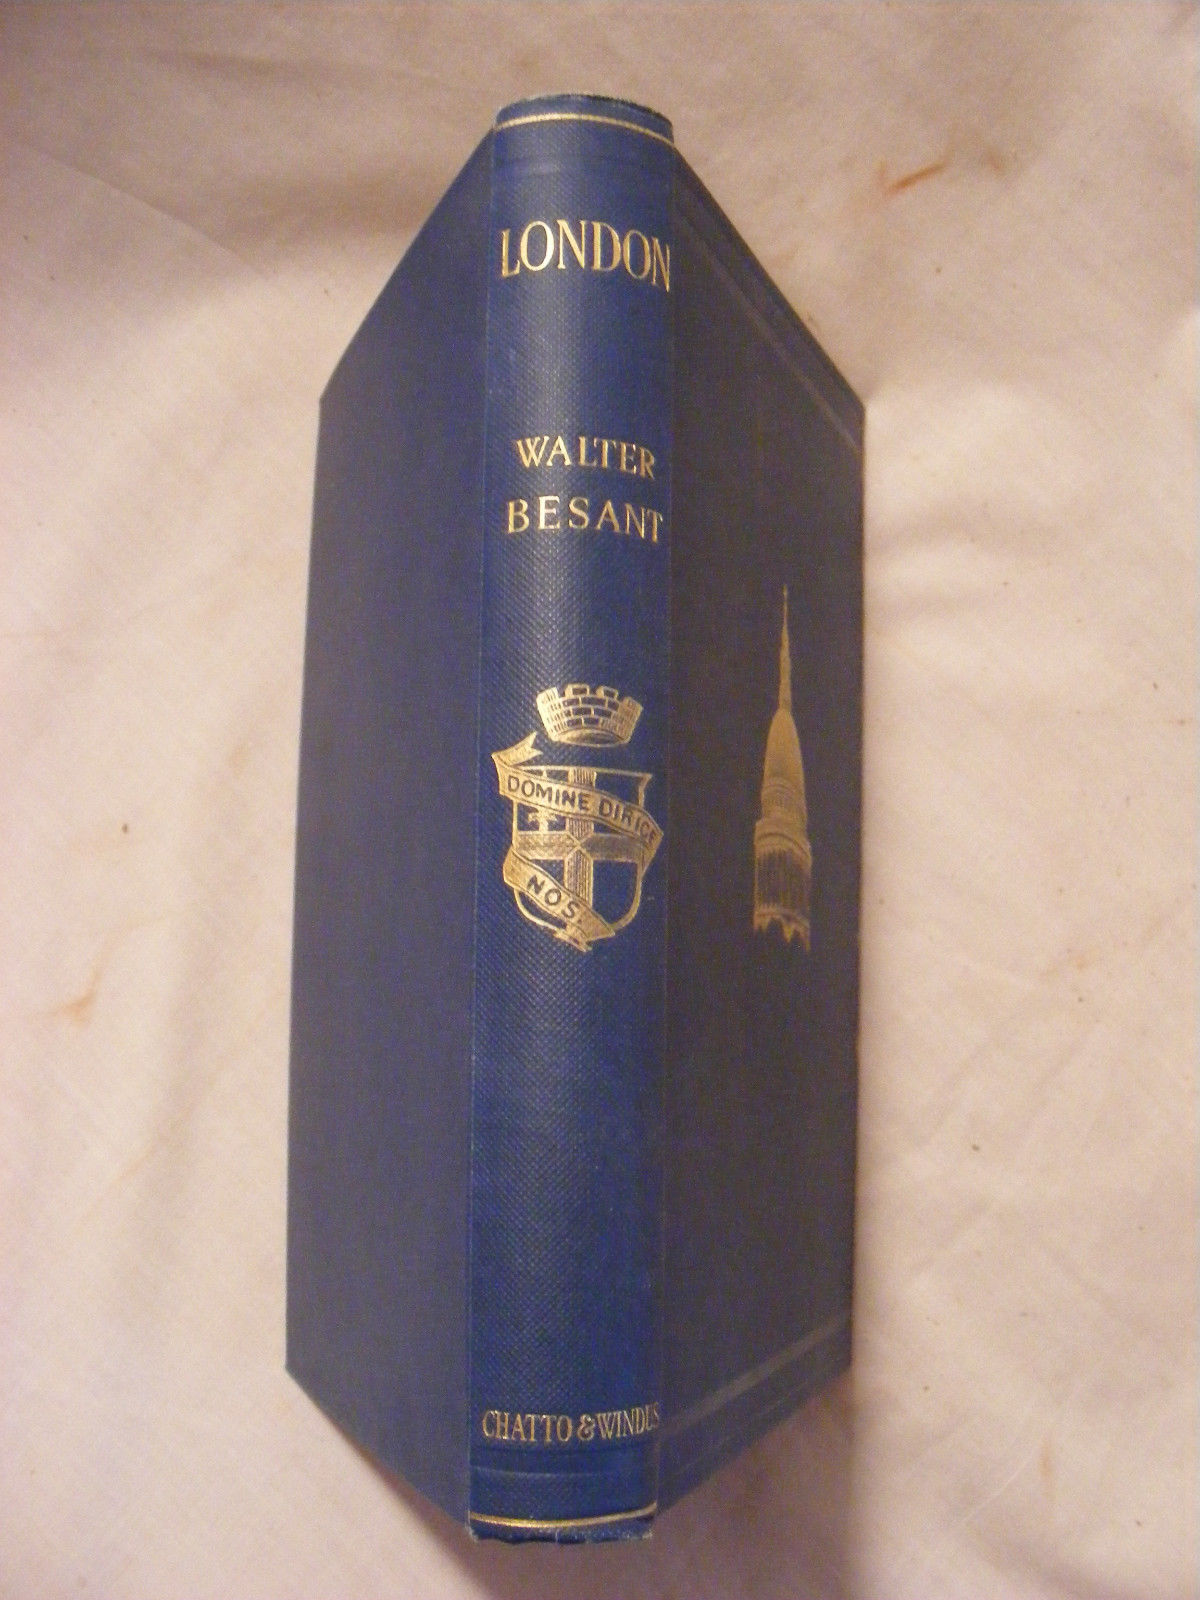 LONDON
WALTER
BESANT
DOMINE DIRIGE
NOS.
CHATTO & WINDUS